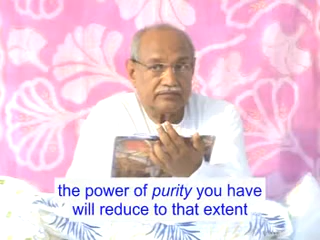 the power of purity you have
will reduce to that extent